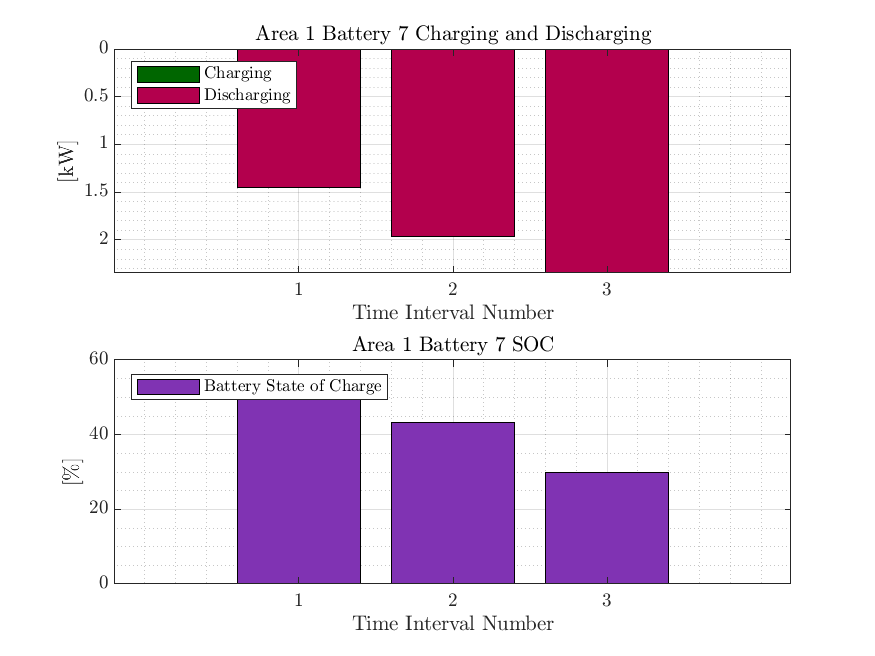 Area 1 Battery 7 Charging and Discharging
0
0.5
1
1.5
2
[kW]
Charging
Discharging
1 2 3
Time Interval Number
Area 1 Battery 7 SOC
60
40
20
0
[%]
Battery State of Charge
1 2 3
Time Interval Number